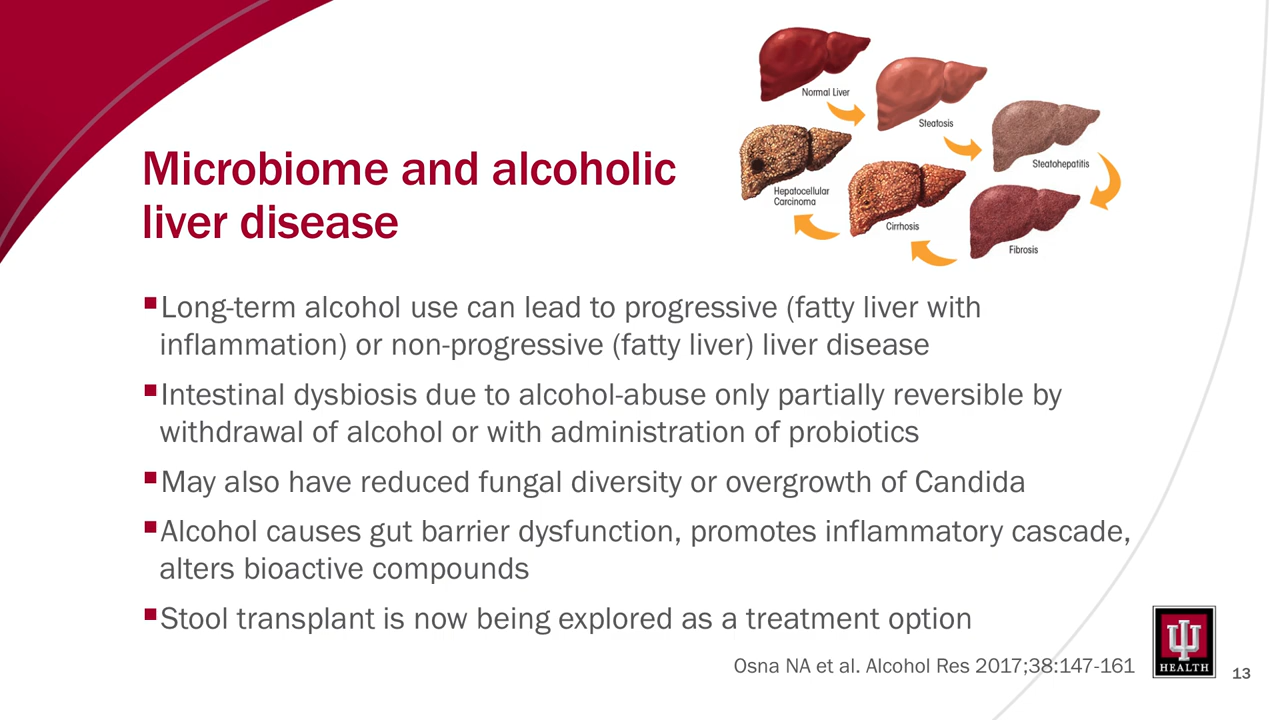 Normal Liver
Steatosis
Steatohepatitis
Fibrosis
Cirrhosis
Hepatocellular
Carcinoma
Microbiome and alcoholic
liver disease
▪Long-term alcohol use can lead to progressive (fatty liver with
inflammation) or non-progressive (fatty liver) liver disease
▪Intestinal dysbiosis due to alcohol-abuse only partially reversible by
withdrawal of alcohol or with administration of probiotics
▪May also have reduced fungal diversity or overgrowth of Candida
▪Alcohol causes gut barrier dysfunction, promotes inflammatory cascade,
alters bioactive compounds
▪Stool transplant is now being explored as a treatment option
Osna NA et al. Alcohol Res 2017;38:147-161
IU
HEALTH
13